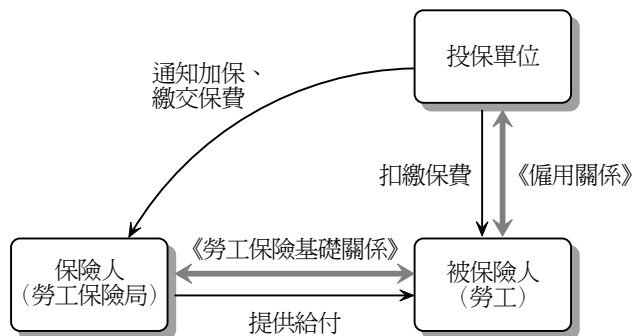 投保單位
通知加保、
繳交保費
扣繳保費
《僱用關係》
《勞工保險基礎關係》
保險人
（勞工保險局）
被保險人
（勞工）
提供給付